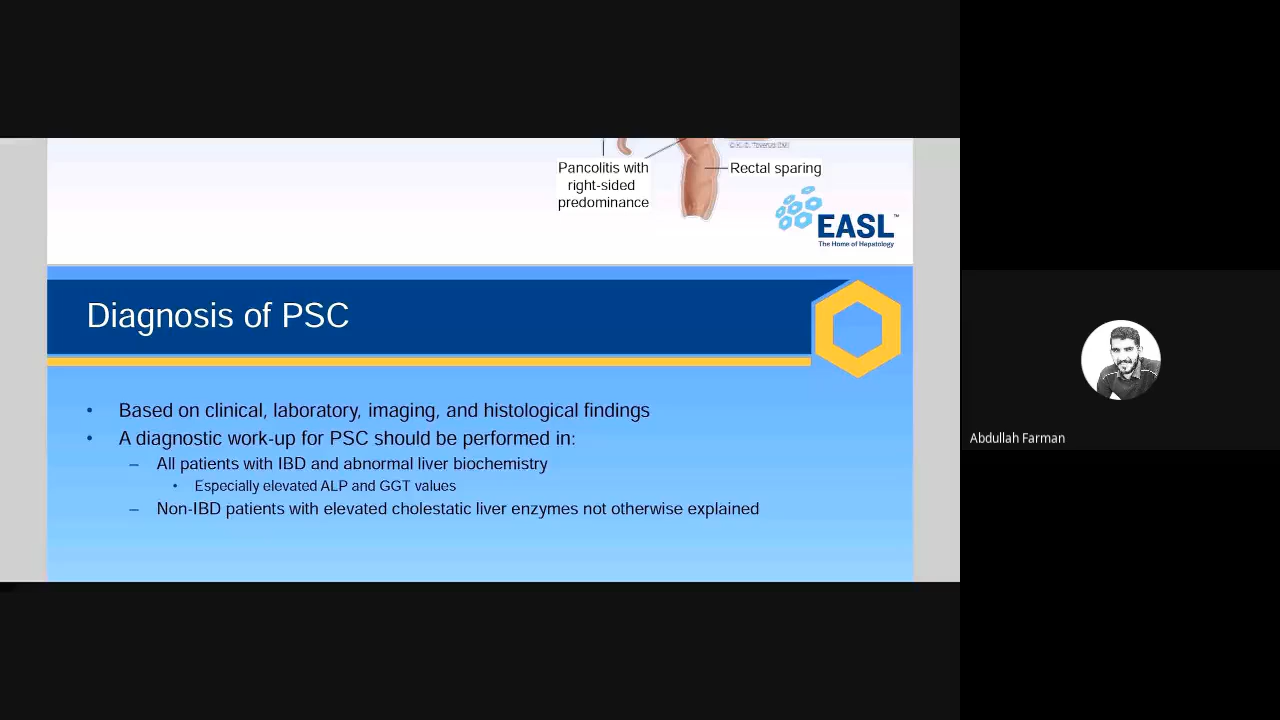 Pancolitis with
right-sided
predominance
Rectal sparing
EASL™
The Home of Hepatology
Diagnosis of PSC
• Based on clinical, laboratory, imaging, and histological findings
• A diagnostic work-up for PSC should be performed in:
– All patients with IBD and abnormal liver biochemistry
• Especially elevated ALP and GGT values
– Non-IBD patients with elevated cholestatic liver enzymes not otherwise explained
Abdullah Farman